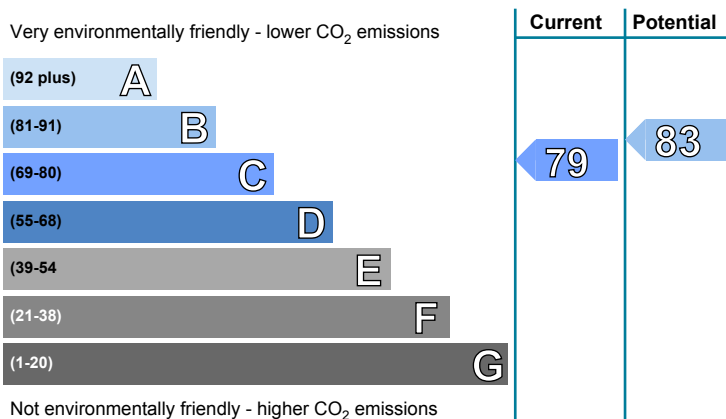 Very environmentally friendly - lower CO₂ emissions
Current
Potential
(92 plus) A
(81-91) B
(69-80) C
(55-68) D
(39-54 E
(21-38) F
(1-20) G
79
83
Not environmentally friendly - higher CO₂ emissions